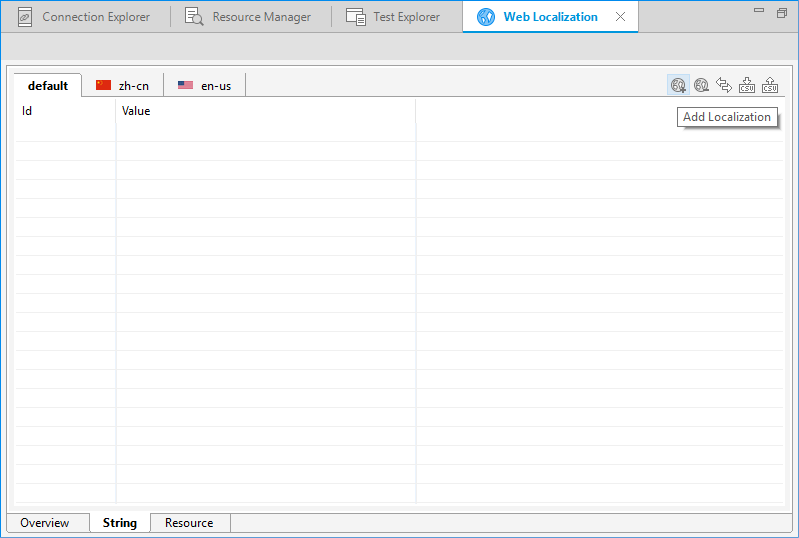 Connection Explorer Resource Manager Test Explorer Web Localization
default zh-cn en-us
CSV CSV
Id Value
Add Localization
Overview String Resource